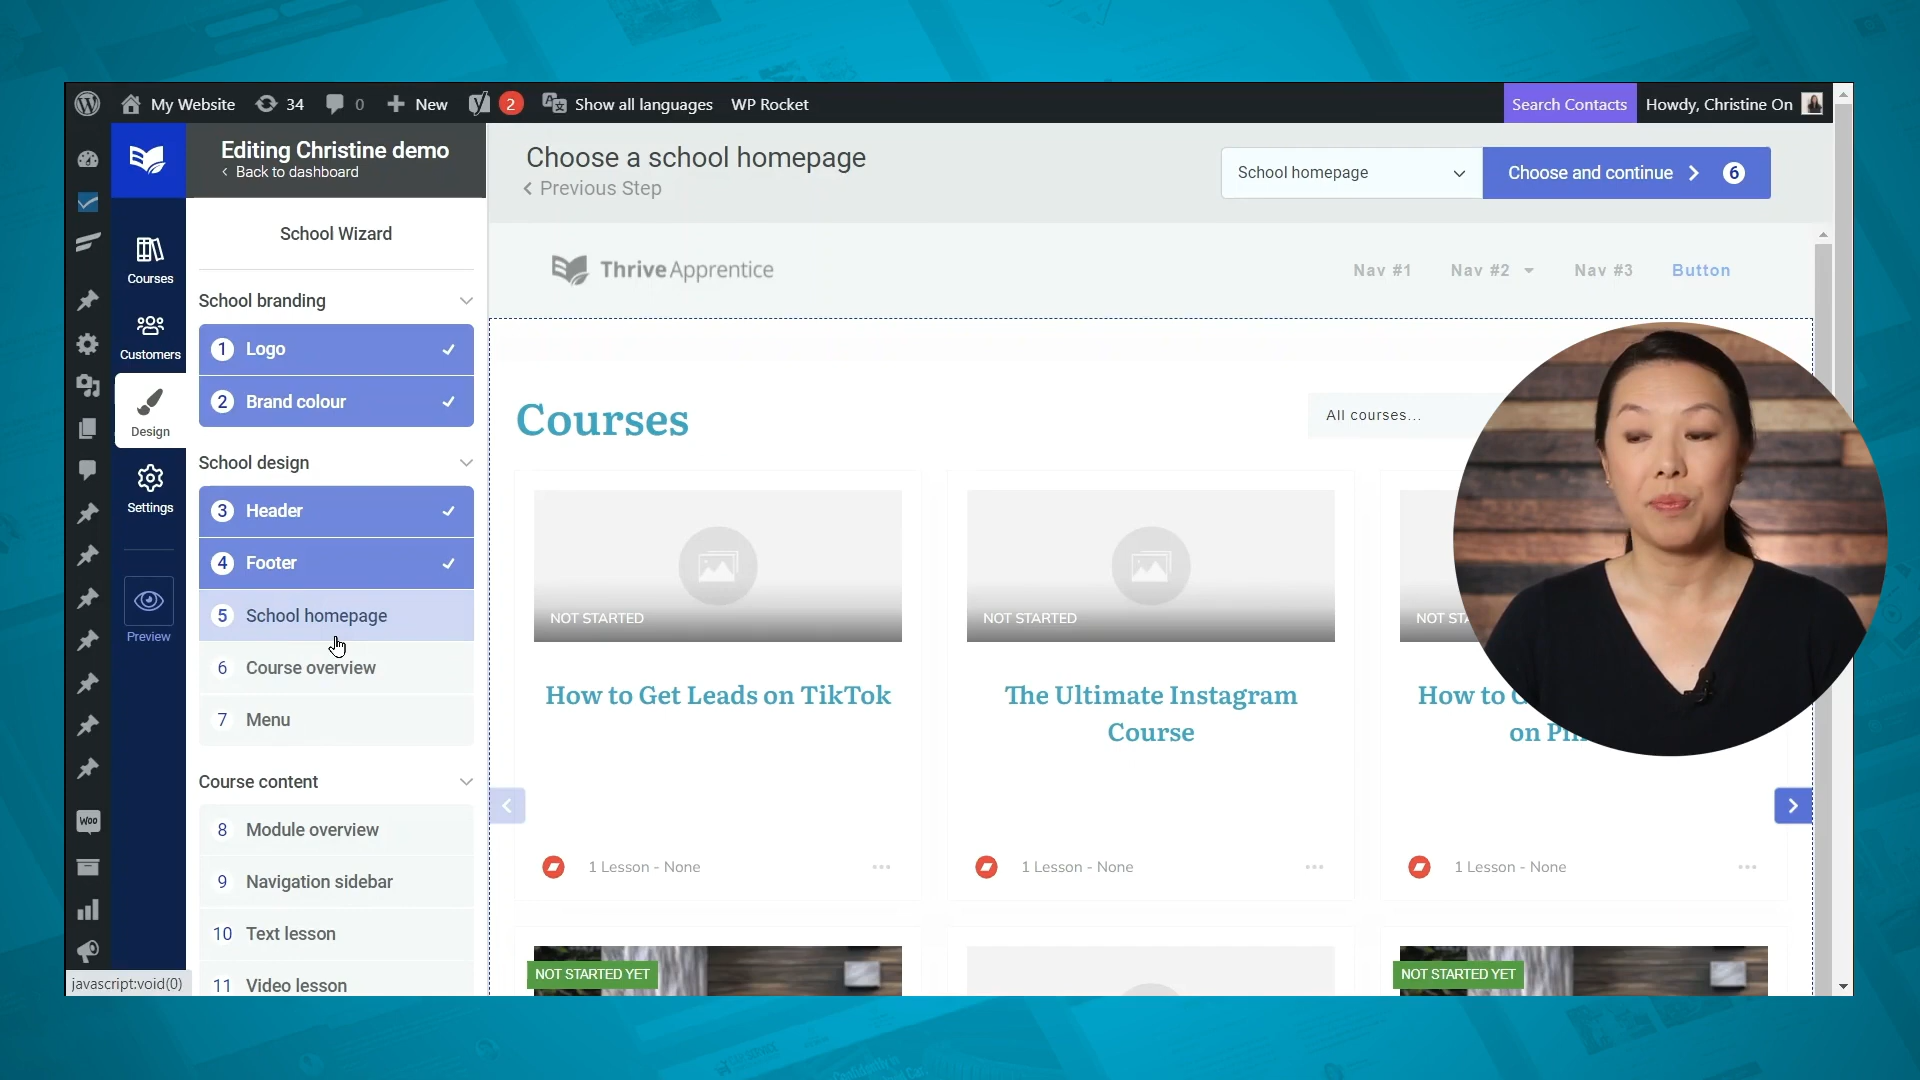 My Website
34
0
New
2
Show all languages
WP Rocket
Search Contacts
Howdy, Christine On
Editing Christine demo
Back to dashboard
Courses
Customers
Design
Settings
Preview
School Wizard
School branding
1 Logo
2 Brand colour
School design
3 Header
4 Footer
5 School homepage
6 Course overview
7 Menu
Course content
8 Module overview
9 Navigation sidebar
10 Text lesson
11 Video lesson
Woo
javascript:void(0)
Choose a school homepage
Previous Step
School homepage
Choose and continue 6
Thrive Apprentice
Nav #1
Nav #2
Nav #3
Button
Courses
All courses...
NOT STARTED
NOT STARTED
How to Get Leads on TikTok
The Ultimate Instagram
Course
How to
on
1 Lesson - None
1 Lesson - None
1 Lesson - None
NOT STARTED YET
NOT STARTED YET